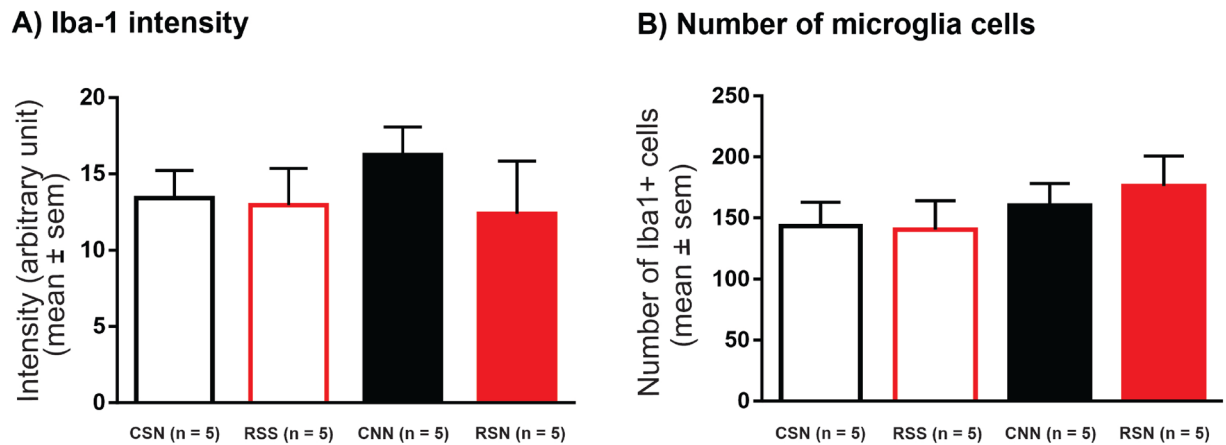 A) Iba-1 intensity
Intensity (arbitrary unit)
(mean ± sem)
20
15
10
5
0
CSN (n = 5) RSS (n = 5) CNN (n = 5) RSN (n = 5)
B) Number of microglia cells
Number of Iba1+ cells
(mean ± sem)
250
200
150
100
50
0
CSN (n = 5) RSS (n = 5) CNN (n = 5) RSN (n = 5)